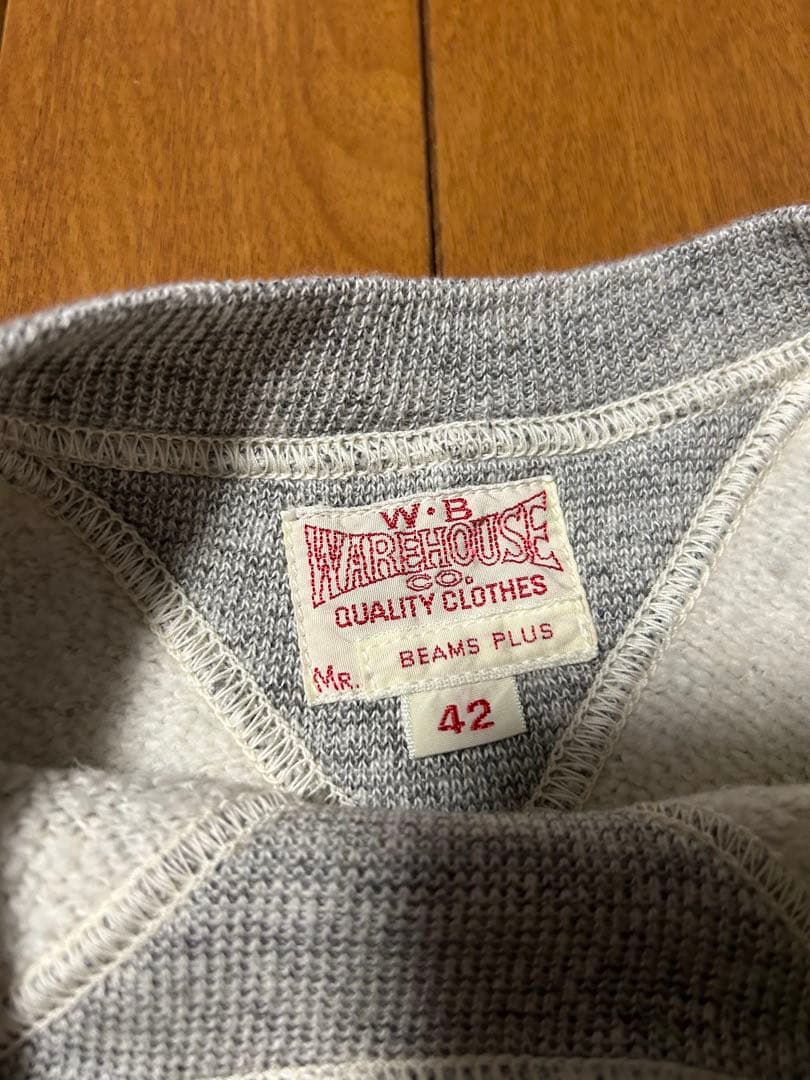 W·B
WAREHOUSE
CO.
QUALITY CLOTHES
BEAMS PLUS
MR.
42